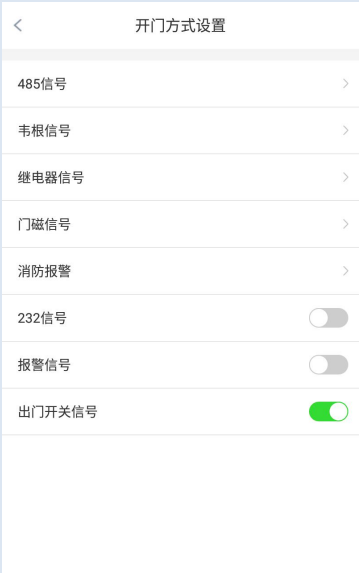 开门方式设置
485信号
韦根信号
继电器信号
门磁信号
消防报警
232信号
报警信号
出门开关信号